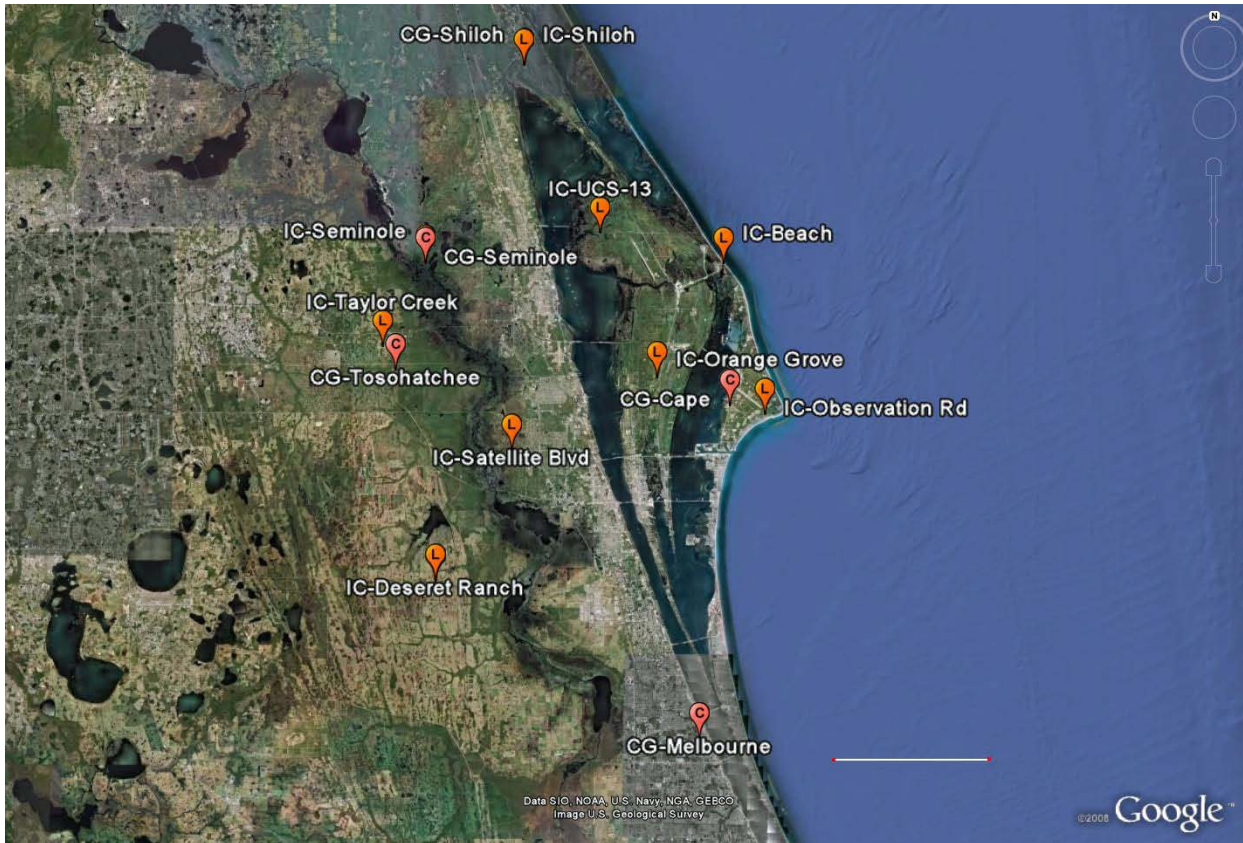 N
CG-Shiloh L IC-Shiloh
IC-UCS-13
L
IC-Seminole C
CG-Seminole
L IC-Beach
IC-Taylor Creek
L
C
CG-Tosohatchee
L IC-Orange Grove
CG-Cape C
L IC-Observation Rd
L
IC-Satellite Blvd
L
IC-Deseret Ranch
C
CG-Melbourne
Data SIO, NOAA, U.S. Navy, NGA, GEBCO
Image U.S. Geological Survey
©2008 Google™